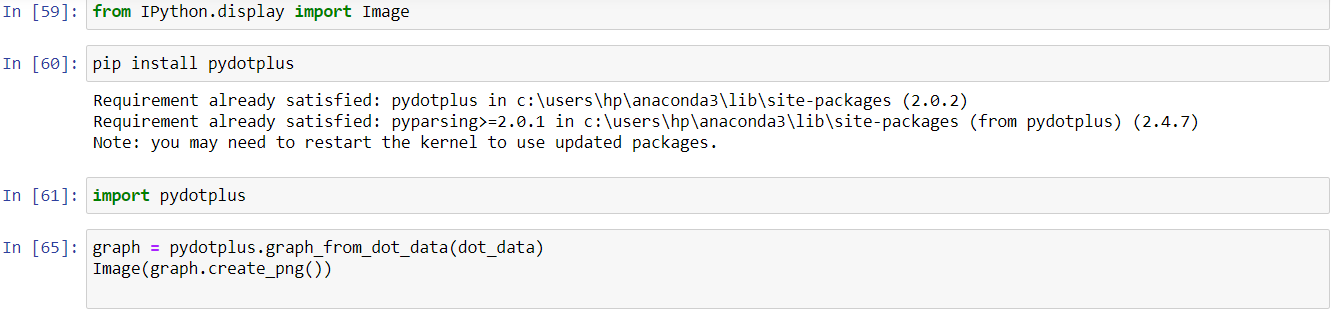 In [59]: from IPython.display import Image
In [60]: pip install pydotplus
Requirement already satisfied: pydotplus in c:\users\hp\anaconda3\lib\site-packages (2.0.2)
Requirement already satisfied: pyparsing>=2.0.1 in c:\users\hp\anaconda3\lib\site-packages (from pydotplus) (2.4.7)
Note: you may need to restart the kernel to use updated packages.
In [61]: import pydotplus
In [65]: graph = pydotplus.graph_from_dot_data(dot_data)
Image(graph.create_png())